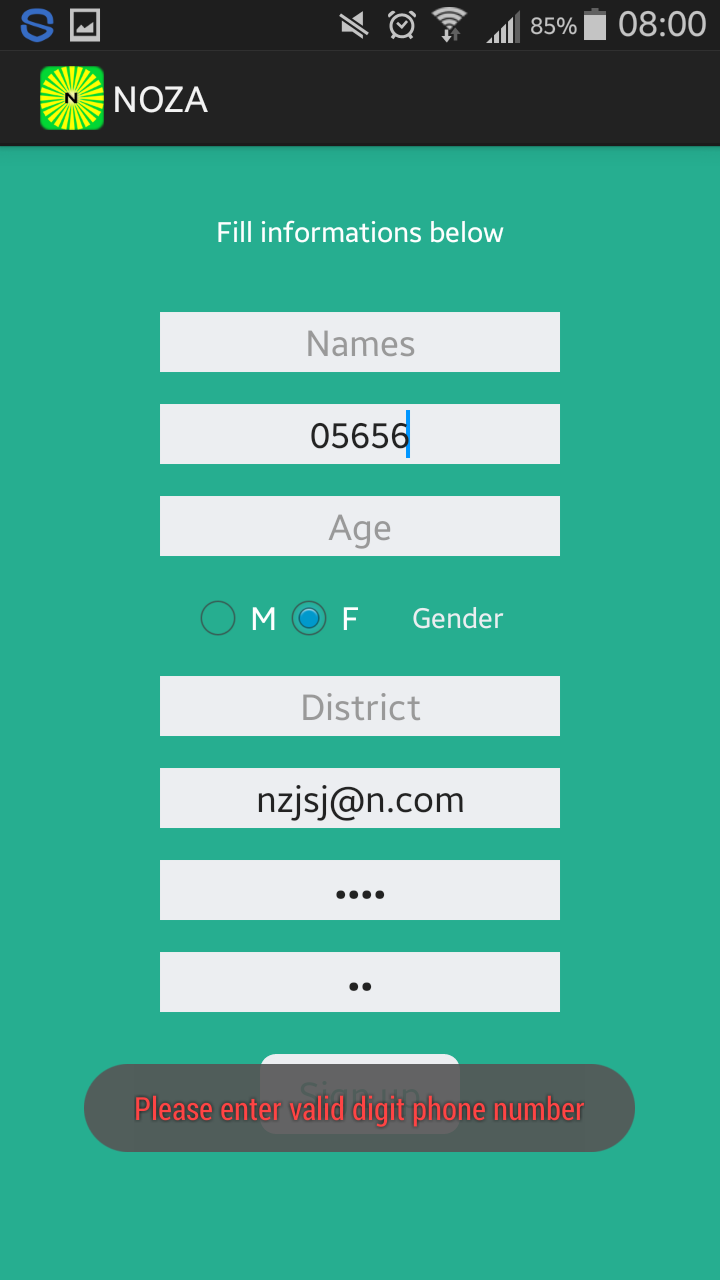 85% 08:00
N NOZA
Fill informations below
Names
05656
Age
M F Gender
District
nzjsj@n.com
••••
••
Sign up
Please enter valid digit phone number